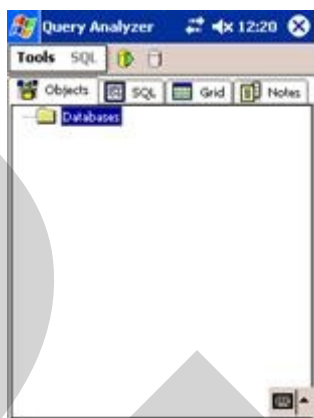 Query Analyzer 12:20
Tools SQL
Objects SQL Grid Notes
Databases